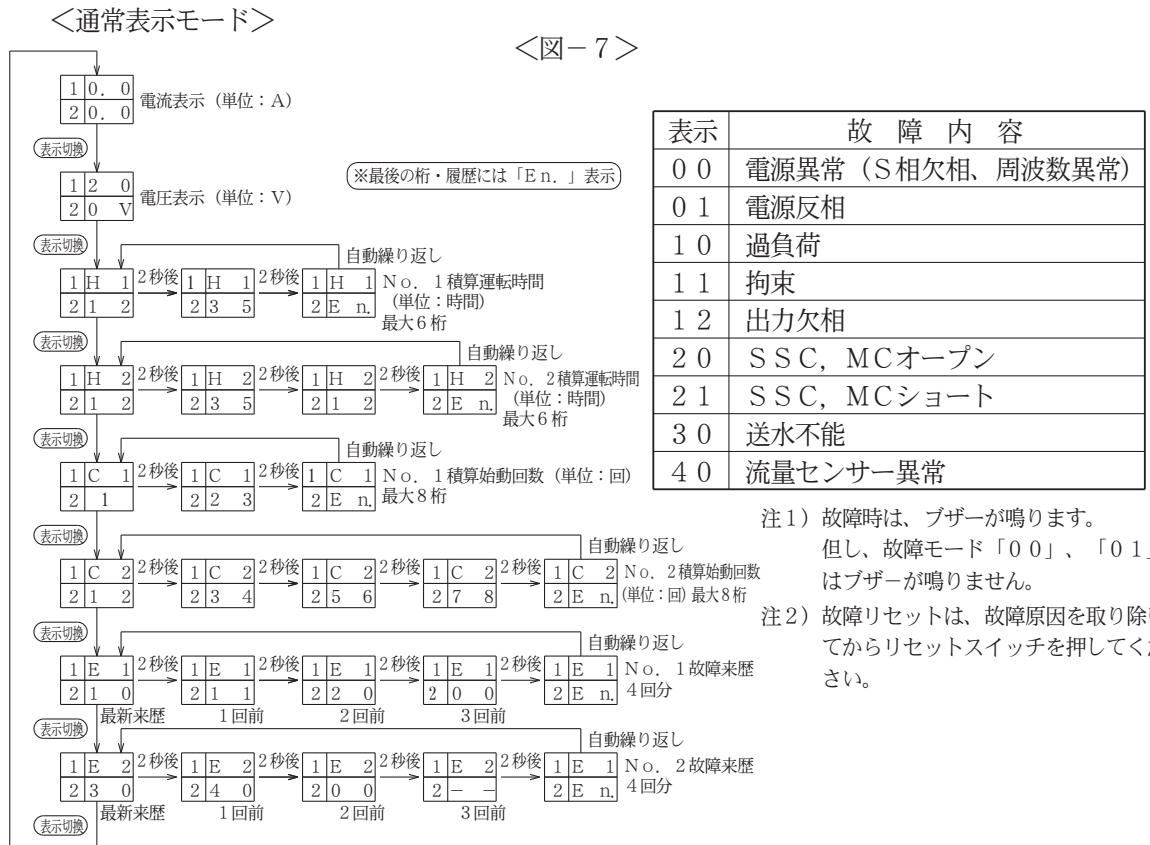 <通常表示モード>
<図－7>
1 0. 0
2 0. 0
電流表示（単位：A）
表示切換
1 2 0
2 0 V
電圧表示（単位：V）
※最後の桁・履歴には「En.」表示
表示切換
自動繰り返し
1 H 1 2秒後 1 H 1 2秒後 1 H 1 No. 1積算運転時間
2 1 2 2 3 5 2 E n. （単位：時間）
最大6桁
表示切換
自動繰り返し
1 H 2 2秒後 1 H 2 2秒後 1 H 2 2秒後 1 H 2 No. 2積算運転時間
2 1 2 2 3 5 2 1 2 2 E n. （単位：時間）
最大6桁
表示切換
自動繰り返し
1 C 1 2秒後 1 C 1 2秒後 1 C 1 No. 1積算始動回数（単位：回）
2 1 2 2 3 2 E n. 最大8桁
表示切換
自動繰り返し
1 C 2 2秒後 1 C 2 2秒後 1 C 2 2秒後 1 C 2 2秒後 1 C 2 No. 2積算始動回数
2 1 2 2 3 4 2 5 6 2 7 8 2 E n. （単位：回）最大8桁
表示切換
自動繰り返し
1 E 1 2秒後 1 E 1 2秒後 1 E 1 2秒後 1 E 1 2秒後 1 E 1 No. 1故障来歴
2 1 0 2 1 1 2 2 0 2 0 0 2 E n. 4回分
最新来歴 1回前 2回前 3回前
表示切換
自動繰り返し
1 E 2 2秒後 1 E 2 2秒後 1 E 2 2秒後 1 E 2 2秒後 1 E 1 No. 2故障来歴
2 3 0 2 4 0 2 0 0 2 － － 2 E n. 4回分
最新来歴 1回前 2回前 3回前
表示切換
表示 故 障 内 容
00 電源異常（S相欠相、周波数異常）
01 電源反相
10 過負荷
11 拘束
12 出力欠相
20 SSC，MCオープン
21 SSC，MCショート
30 送水不能
40 流量センサー異常
注1）故障時は、ブザーが鳴ります。
但し、故障モード「00」、「01」
はブザ－が鳴りません。
注2）故障リセットは、故障原因を取り除
てからリセットスイッチを押してく
さい。